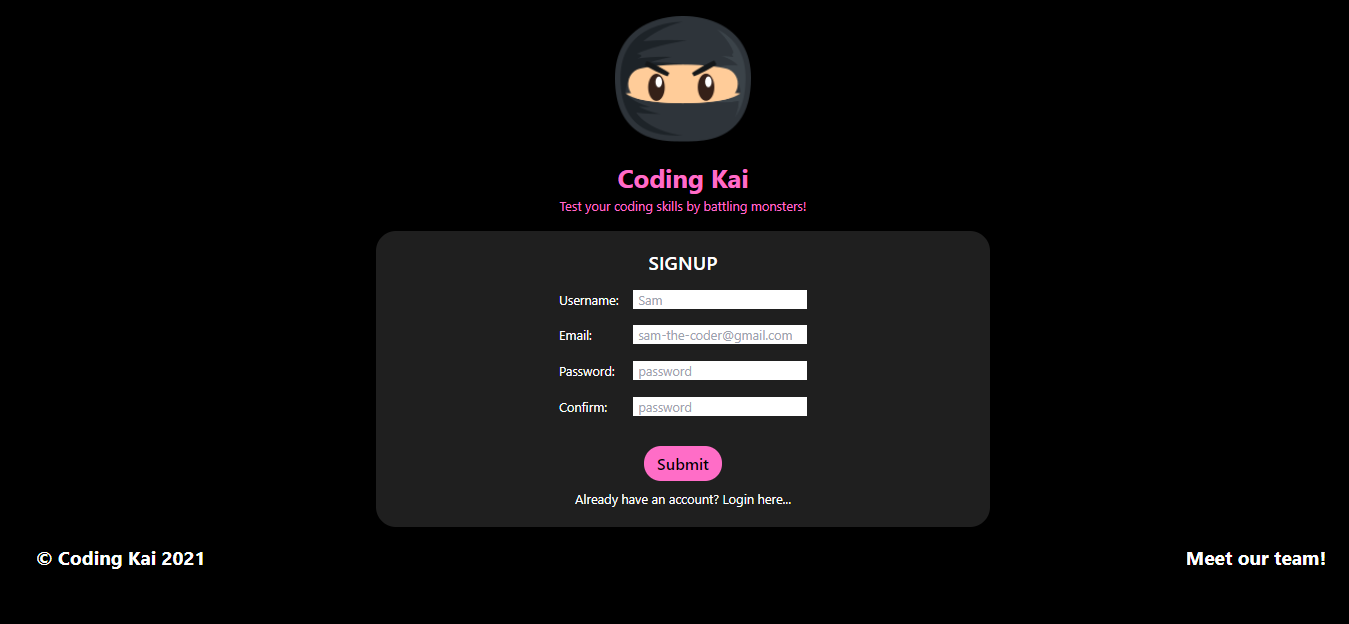 Coding Kai
Test your coding skills by battling monsters!
SIGNUP
Username: Sam
Email: sam-the-coder@gmail.com
Password: password
Confirm: password
Submit
Already have an account? Login here...
© Coding Kai 2021 Meet our team!